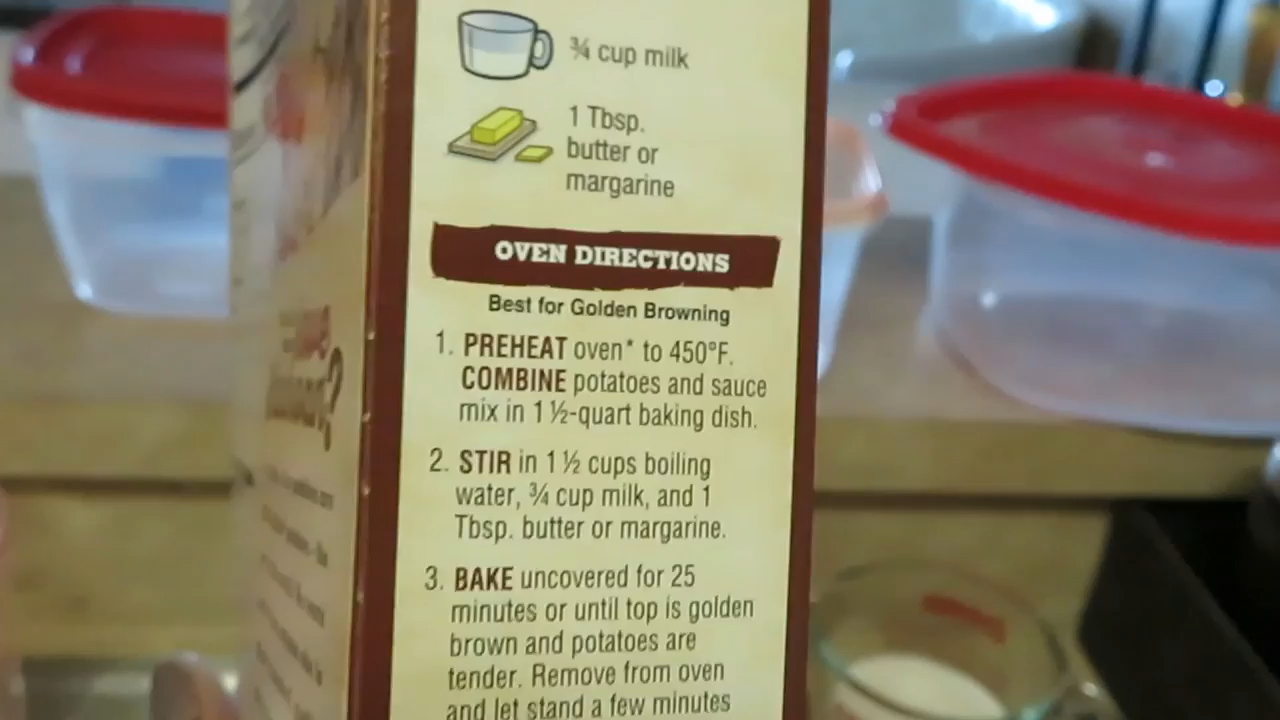 ¾ cup milk
1 Tbsp.
butter or
margarine
OVEN DIRECTIONS
Best for Golden Browning
1. PREHEAT oven* to 450°F.
COMBINE potatoes and sauce
mix in 1 ½-quart baking dish.
2. STIR in 1 ½ cups boiling
water, ¾ cup milk, and 1
Tbsp. butter or margarine.
3. BAKE uncovered for 25
minutes or until top is golden
brown and potatoes are
tender. Remove from oven
and let stand a few minutes